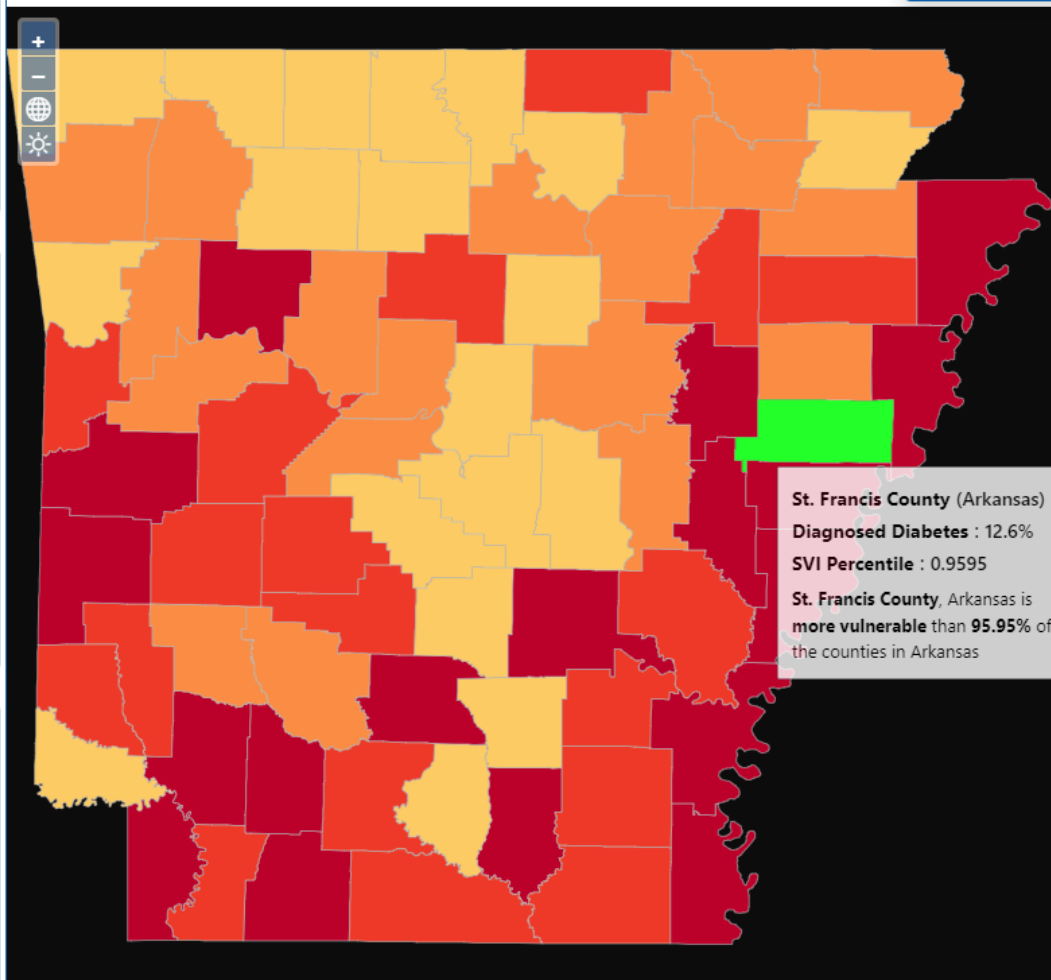 +
−
St. Francis County (Arkansas)
Diagnosed Diabetes : 12.6%
SVI Percentile : 0.9595
St. Francis County, Arkansas is
more vulnerable than 95.95% of
the counties in Arkansas